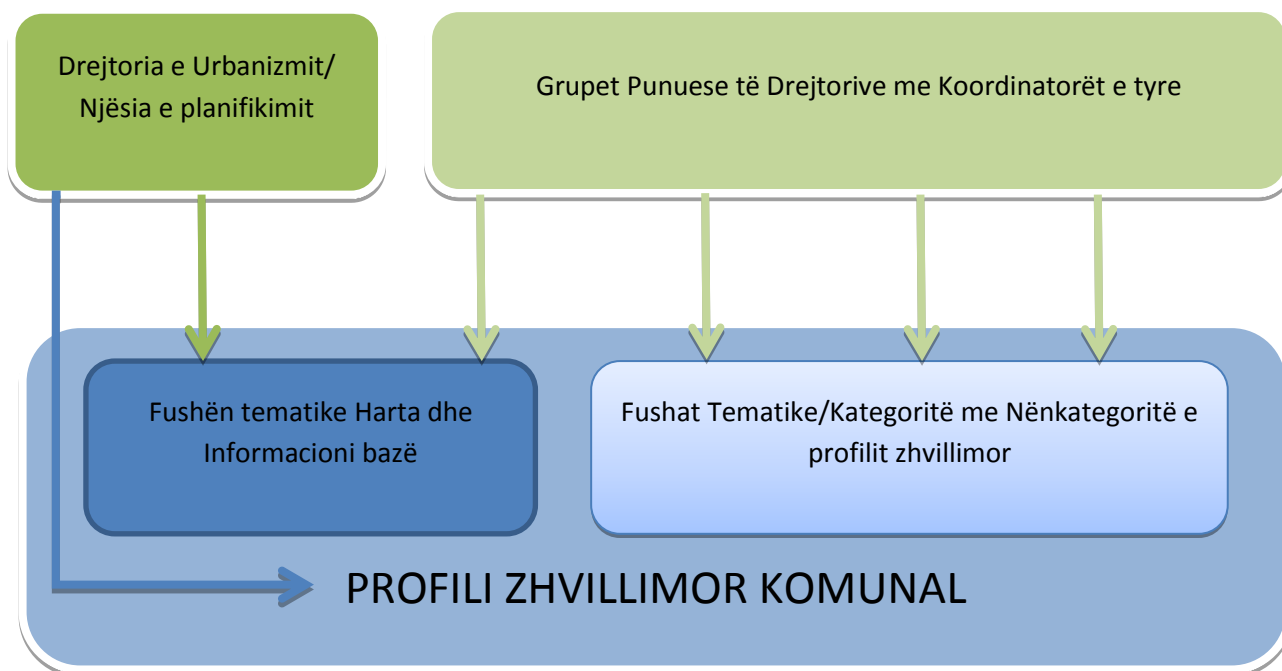 Drejtoria e Urbanizmit/
Njësia e planifikimit
Grupet Punuese të Drejtorive me Koordinatorët e tyre
Fushën tematike Harta dhe
Informacioni bazë
Fushat Tematike/Kategoritë me Nënkategoritë e
profilit zhvillimor
PROFILI ZHVILLIMOR KOMUNAL